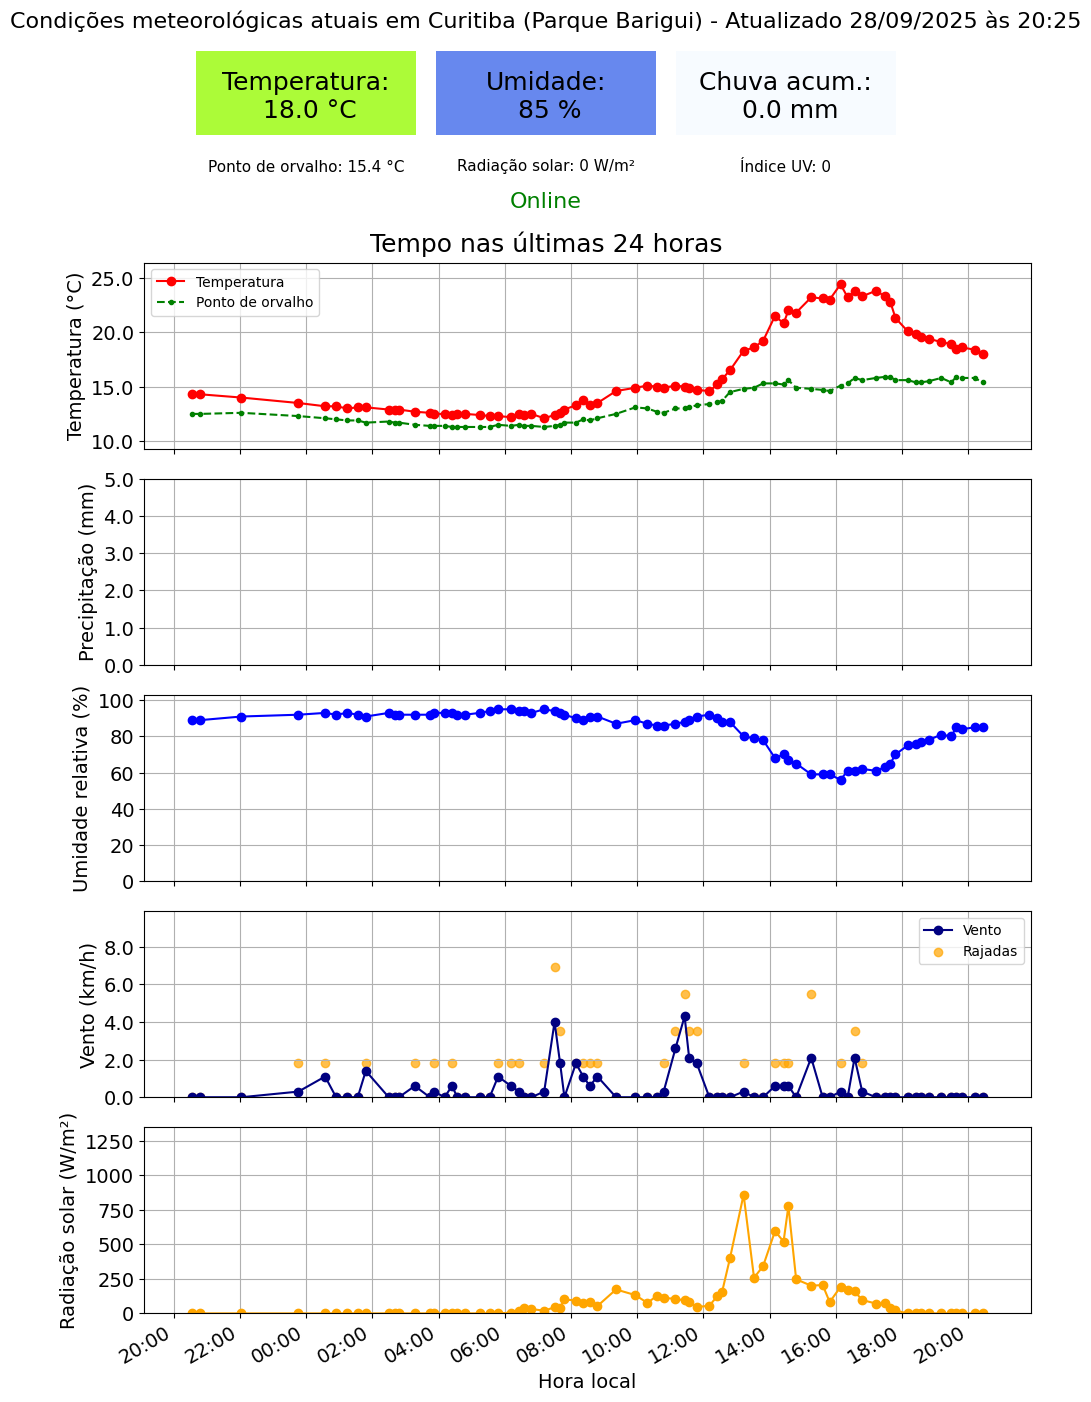 Condições meteorológicas atuais em Curitiba (Parque Barigui) - Atualizado 28/09/2025 às 20:25
Temperatura:
18.0 °C
Umidade:
85 %
Chuva acum.:
0.0 mm
Ponto de orvalho: 15.4 °C
Radiação solar: 0 W/m²
Índice UV: 0
Online
Tempo nas últimas 24 horas
Temperatura (°C)
25.0
20.0
15.0
10.0
Temperatura
Ponto de orvalho
Precipitação (mm)
5.0
4.0
3.0
2.0
1.0
0.0
Umidade relativa (%)
100
80
60
40
20
0
Vento (km/h)
8.0
6.0
4.0
2.0
0.0
Vento
Rajadas
Radiação solar (W/m²)
1250
1000
750
500
250
0
20:00
22:00
00:00
02:00
04:00
06:00
08:00
10:00
12:00
14:00
16:00
18:00
20:00
Hora local